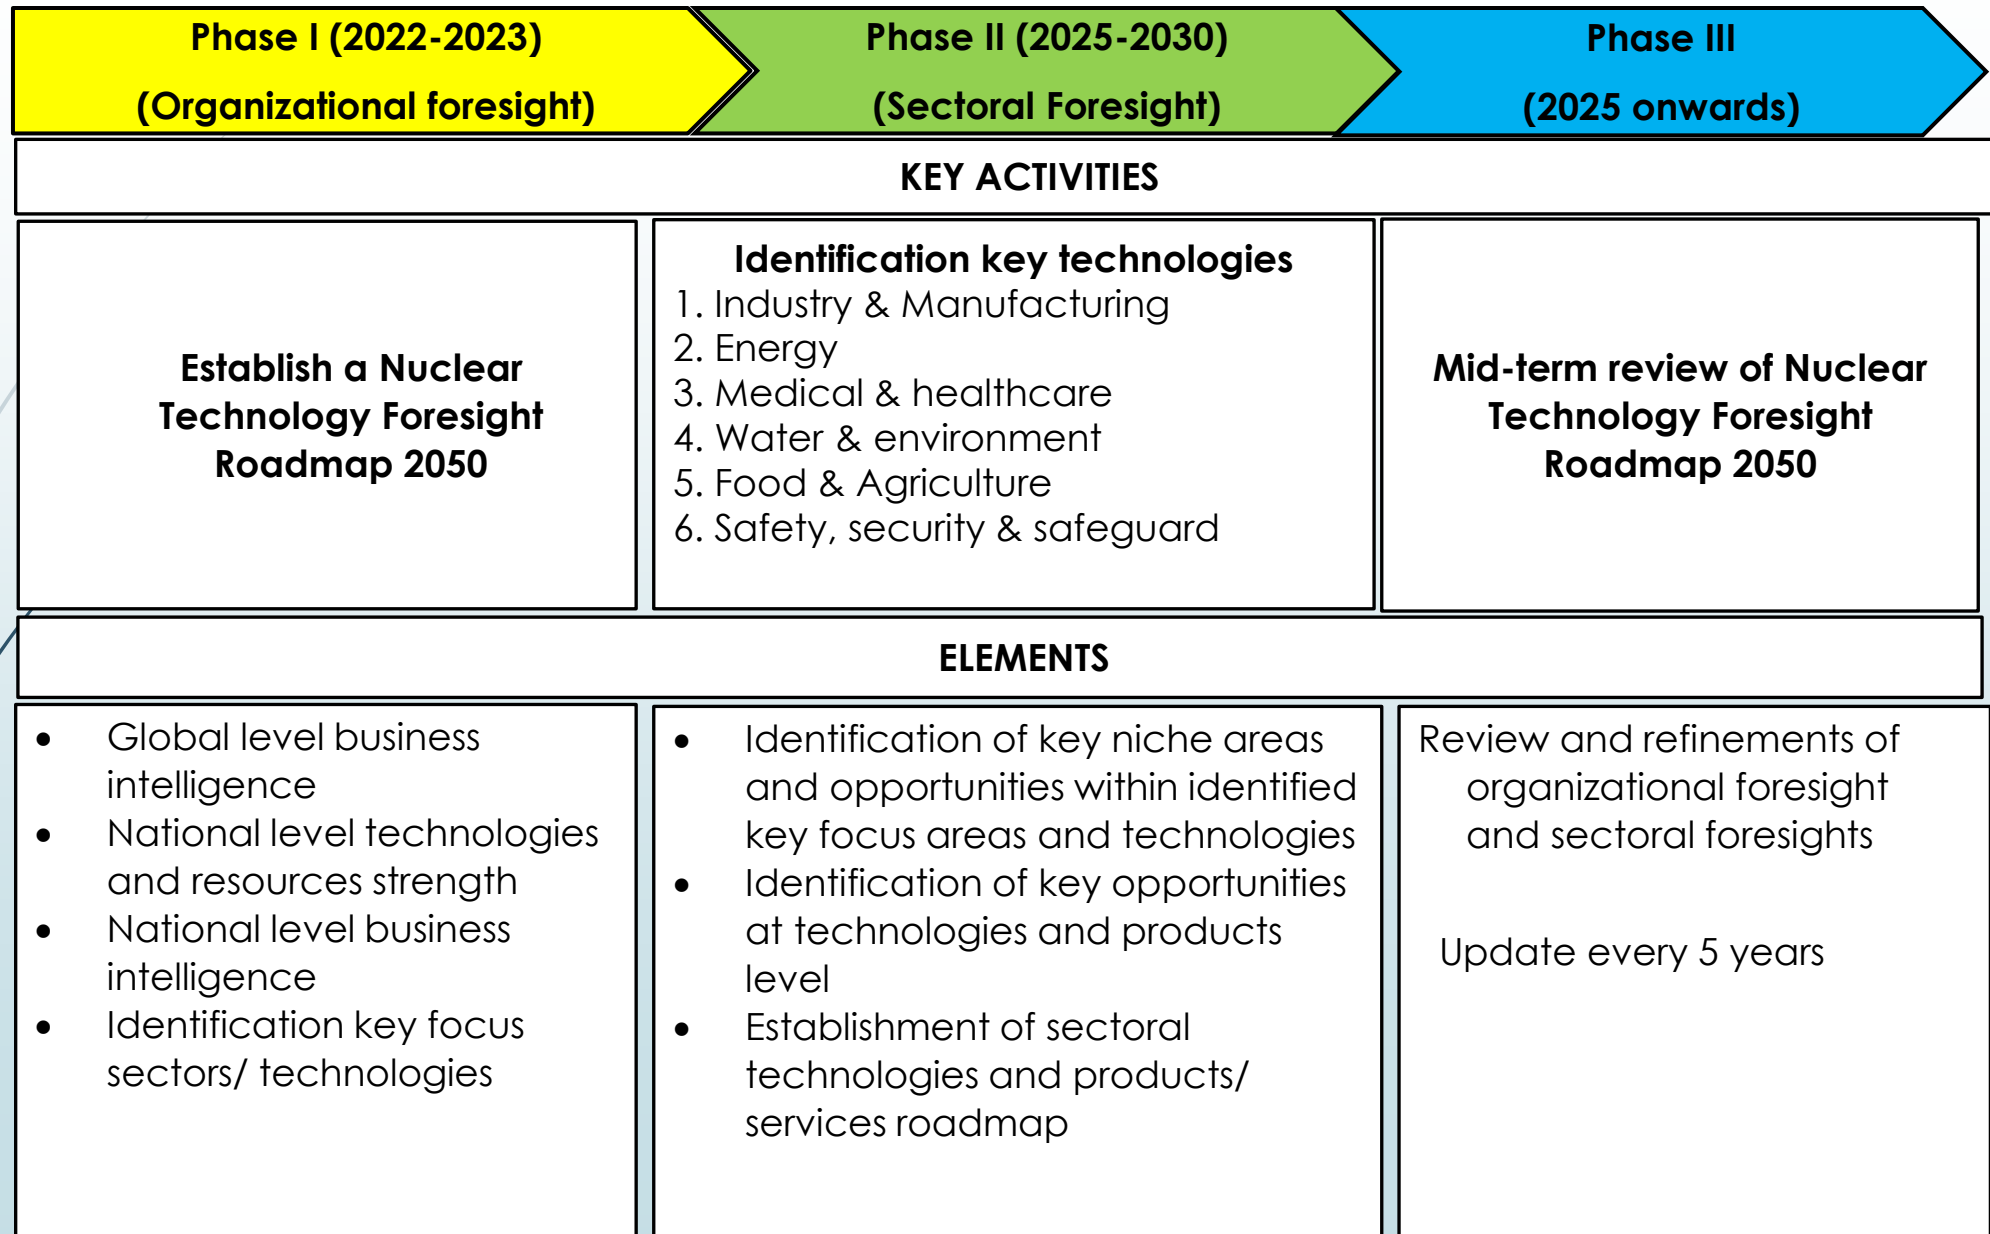 Phase I (2022-2023)
(Organizational foresight)
Phase II (2025-2030)
(Sectoral Foresight)
Phase III
(2025 onwards)
KEY ACTIVITIES
Establish a Nuclear
Technology Foresight
Roadmap 2050
Identification key technologies
1. Industry & Manufacturing
2. Energy
3. Medical & healthcare
4. Water & environment
5. Food & Agriculture
6. Safety, security & safeguard
Mid-term review of Nuclear
Technology Foresight
Roadmap 2050
ELEMENTS
• Global level business
intelligence
• National level technologies
and resources strength
• National level business
intelligence
• Identification key focus
sectors/ technologies
• Identification of key niche areas
and opportunities within identified
key focus areas and technologies
• Identification of key opportunities
at technologies and products
level
• Establishment of sectoral
technologies and products/
services roadmap
Review and refinements of
organizational foresight
and sectoral foresights
Update every 5 years